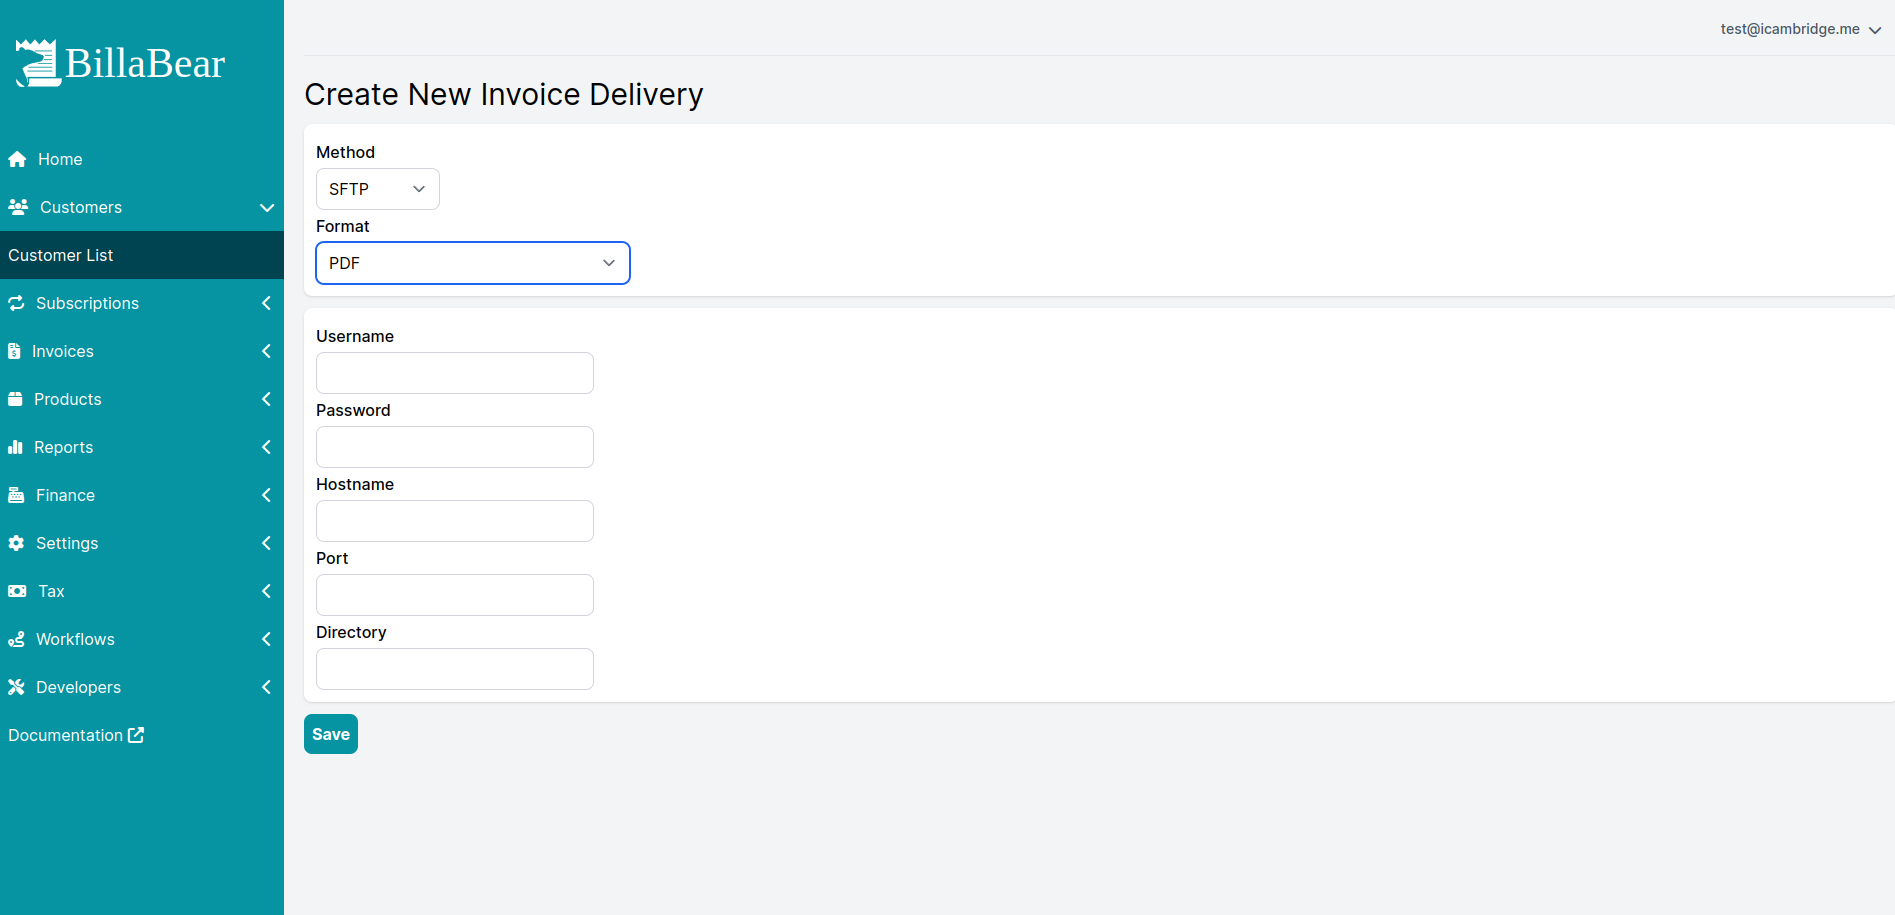 BillaBear
Home
Customers
Customer List
Subscriptions
Invoices
Products
Reports
Finance
Settings
Tax
Workflows
Developers
Documentation
test@icambridge.me
Create New Invoice Delivery
Method
SFTP
Format
PDF
Username
Password
Hostname
Port
Directory
Save